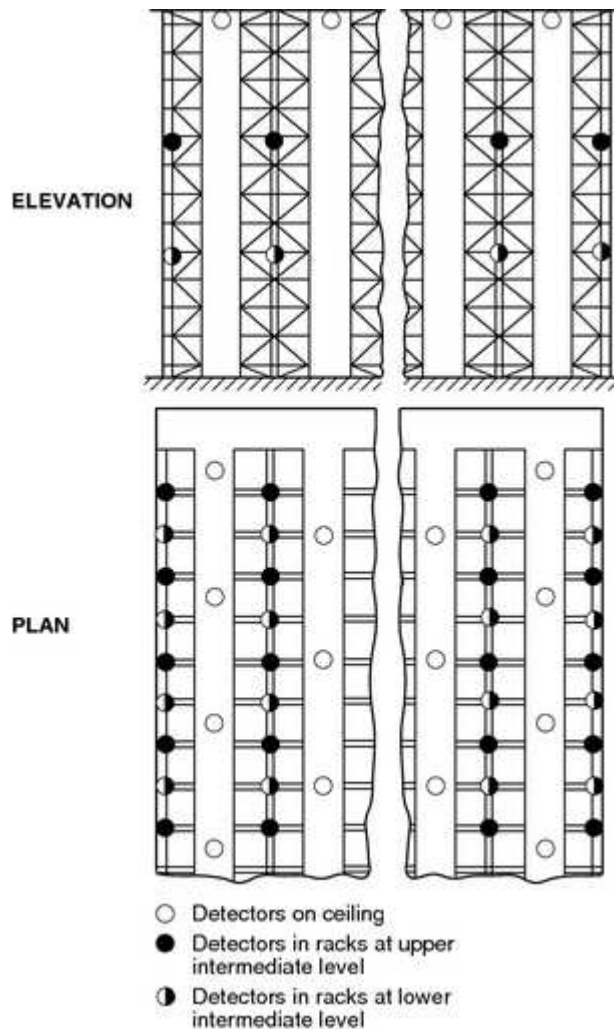 ELEVATION
PLAN
Detectors on ceiling
Detectors in racks at upper
intermediate level
Detectors in racks at lower
intermediate level